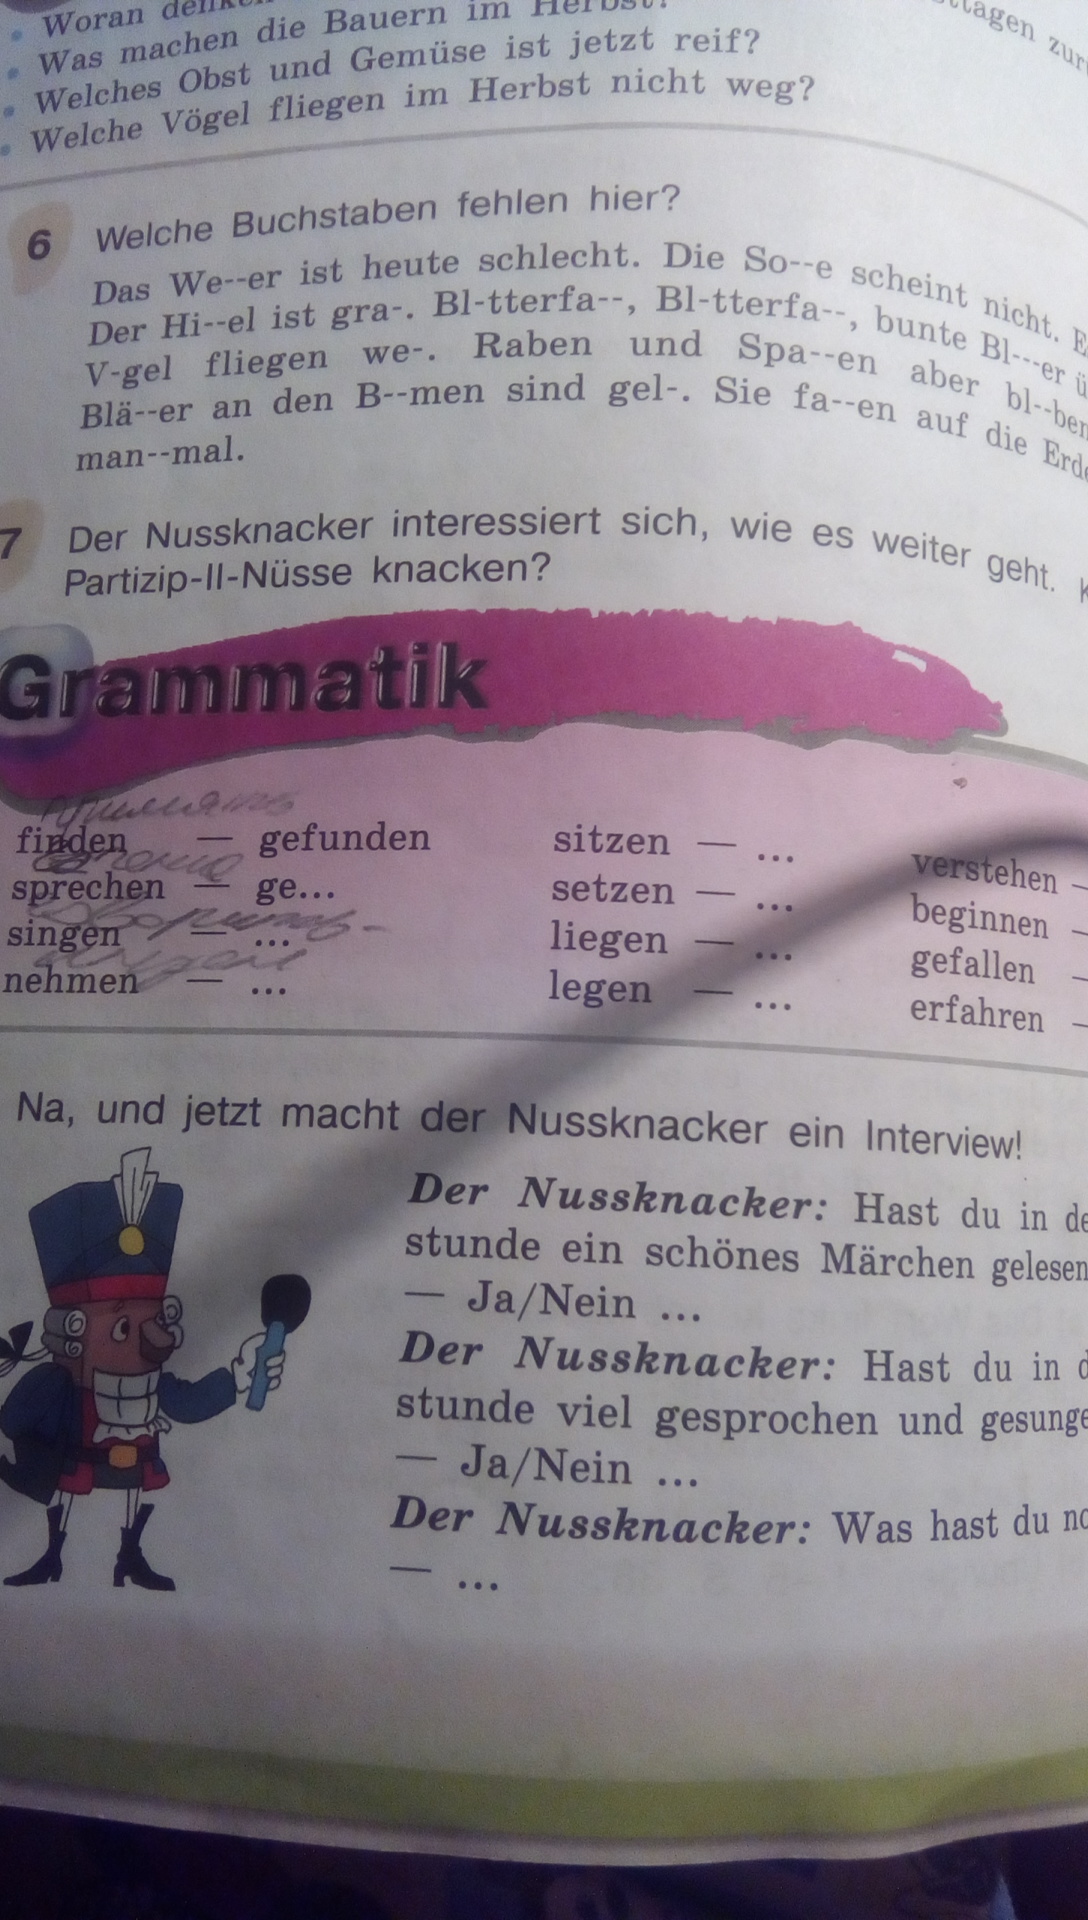 Woran
Was machen die Bauern im Herbst?
Welches Obst und Gemüse ist jetzt reif?
Welche Vögel fliegen im Herbst nicht weg?
6 Welche Buchstaben fehlen hier?
Das We--er ist heute schlecht. Die So--e scheint nicht.
Der Hi--el ist gra-. Bl-tterfa--, Bl-tterfa--, bunte Bl---er ü
V-gel fliegen we-. Raben und Spa--en aber bl--ben
Blä--er an den B--men sind gel-. Sie fa--en auf die Erde
man--mal.
7 Der Nussknacker interessiert sich, wie es weiter geht.
Partizip-II-Nüsse knacken?
Grammatik
finden — gefunden
sprechen — ge...
singen — ...
nehmen — ...
sitzen — ...
setzen — ...
liegen — ...
legen — ...
verstehen —
beginnen —
gefallen —
erfahren —
Na, und jetzt macht der Nussknacker ein Interview!
Der Nussknacker: Hast du in de
stunde ein schönes Märchen gelesen
— Ja/Nein ...
Der Nussknacker: Hast du in d
stunde viel gesprochen und gesunge
— Ja/Nein ...
Der Nussknacker: Was hast du no
— ...